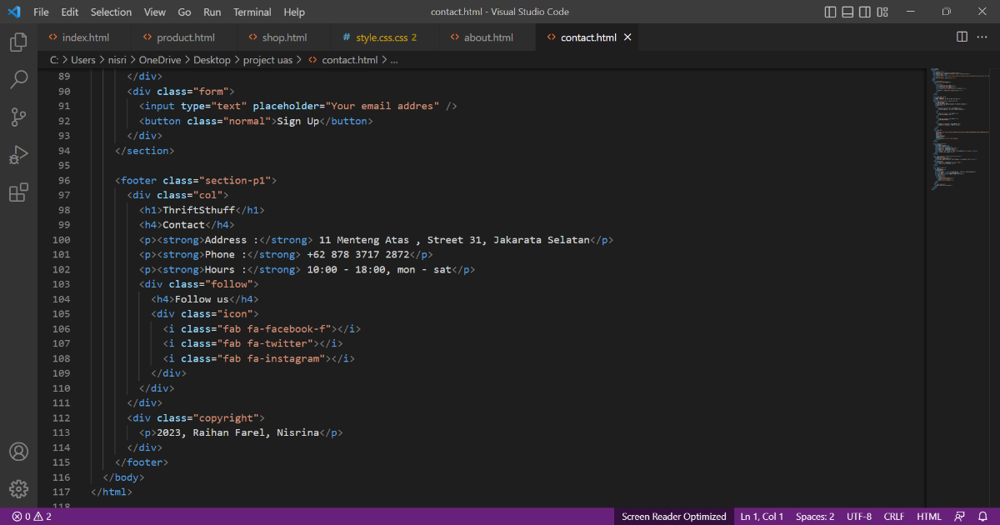 File Edit Selection View Go Run Terminal Help contact.html - Visual Studio Code
<> index.html <> product.html <> shop.html # style.css.css 2 <> about.html <> contact.html ×
C: > Users > nisri > OneDrive > Desktop > project uas > <> contact.html > ...
89 </div>
90 <div class="form">
91 <input type="text" placeholder="Your email addres" />
92 <button class="normal">Sign Up</button>
93 </div>
94 </section>
95
96 <footer class="section-p1">
97 <div class="col">
98 <h1>ThriftSthuff</h1>
99 <h4>Contact</h4>
100 <p><strong>Address :</strong> 11 Menteng Atas , Street 31, Jakarata Selatan</p>
101 <p><strong>Phone :</strong> +62 878 3717 2872</p>
102 <p><strong>Hours :</strong> 10:00 - 18:00, mon - sat</p>
103 <div class="follow">
104 <h4>Follow us</h4>
105 <div class="icon">
106 <i class="fab fa-facebook-f"></i>
107 <i class="fab fa-twitter"></i>
108 <i class="fab fa-instagram"></i>
109 </div>
110 </div>
111 </div>
112 <div class="copyright">
113 <p>2023, Raihan Farel, Nisrina</p>
114 </div>
115 </footer>
116 </body>
117 </html>
118
0 2 Screen Reader Optimized Ln 1, Col 1 Spaces: 2 UTF-8 CRLF HTML